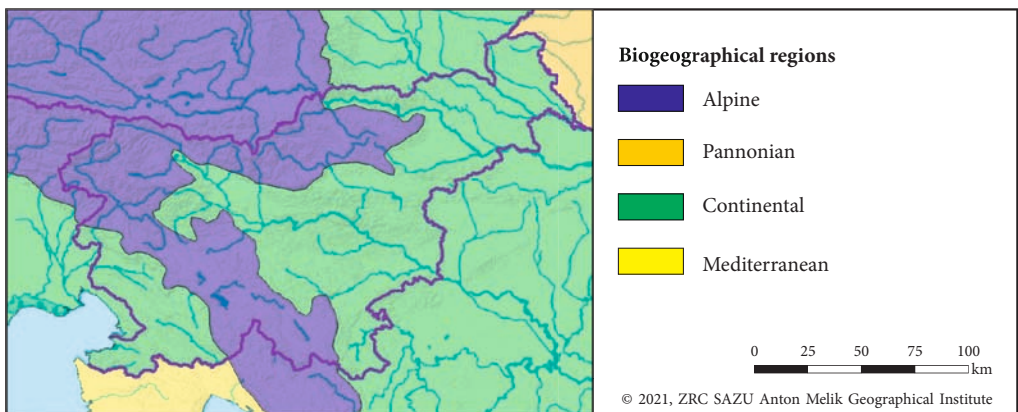 Biogeographical regions
Alpine
Pannonian
Continental
Mediterranean
0 25 50 75 100
km
© 2021, ZRC SAZU Anton Melik Geographical Institute